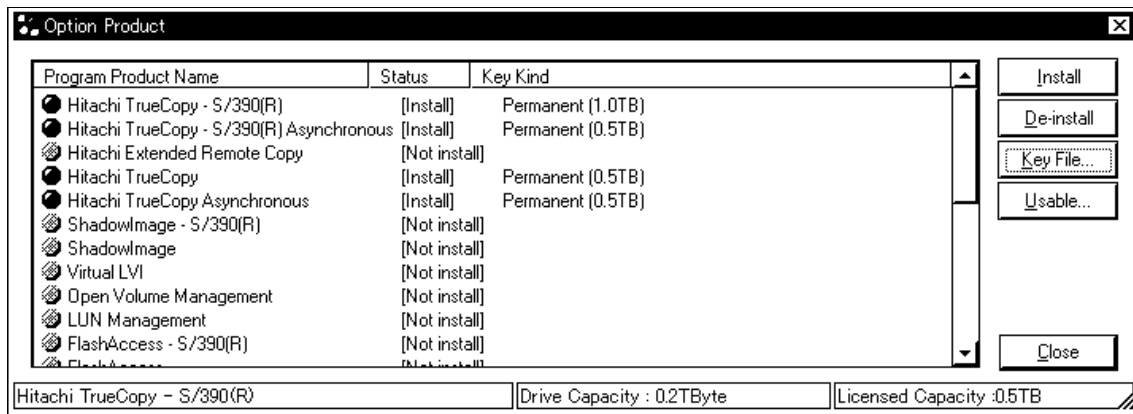 Option Product
Program Product Name Status Key Kind
Hitachi TrueCopy - S/390(R) [Install] Permanent (1.0TB)
Hitachi TrueCopy - S/390(R) Asynchronous [Install] Permanent (0.5TB)
Hitachi Extended Remote Copy [Not install]
Hitachi TrueCopy [Install] Permanent (0.5TB)
Hitachi TrueCopy Asynchronous [Install] Permanent (0.5TB)
ShadowImage - S/390(R) [Not install]
ShadowImage [Not install]
Virtual LVI [Not install]
Open Volume Management [Not install]
LUN Management [Not install]
FlashAccess - S/390(R) [Not install]
Install
De-install
Key File...
Usable...
Close
Hitachi TrueCopy - S/390(R) Drive Capacity : 0.2TByte Licensed Capacity :0.5TB